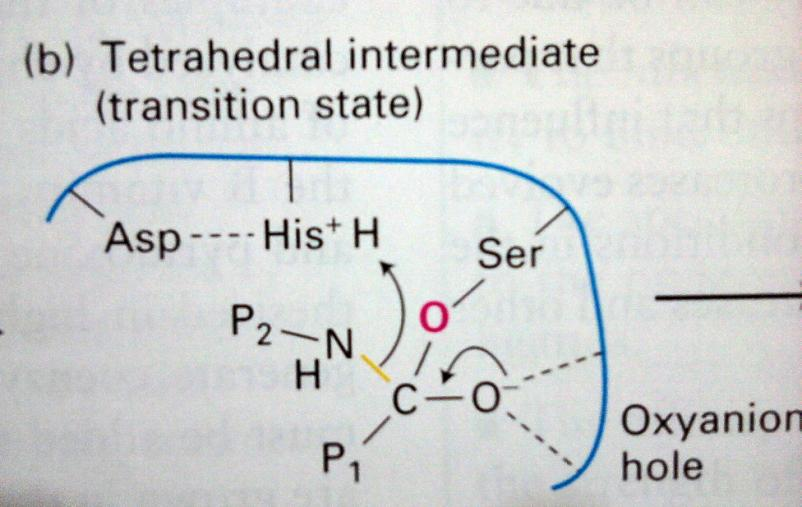 (b) Tetrahedral intermediate
(transition state)
Asp ---- His⁺ H
Ser
O
P₂—N
H
C—O⁻
P₁
Oxyanion
hole